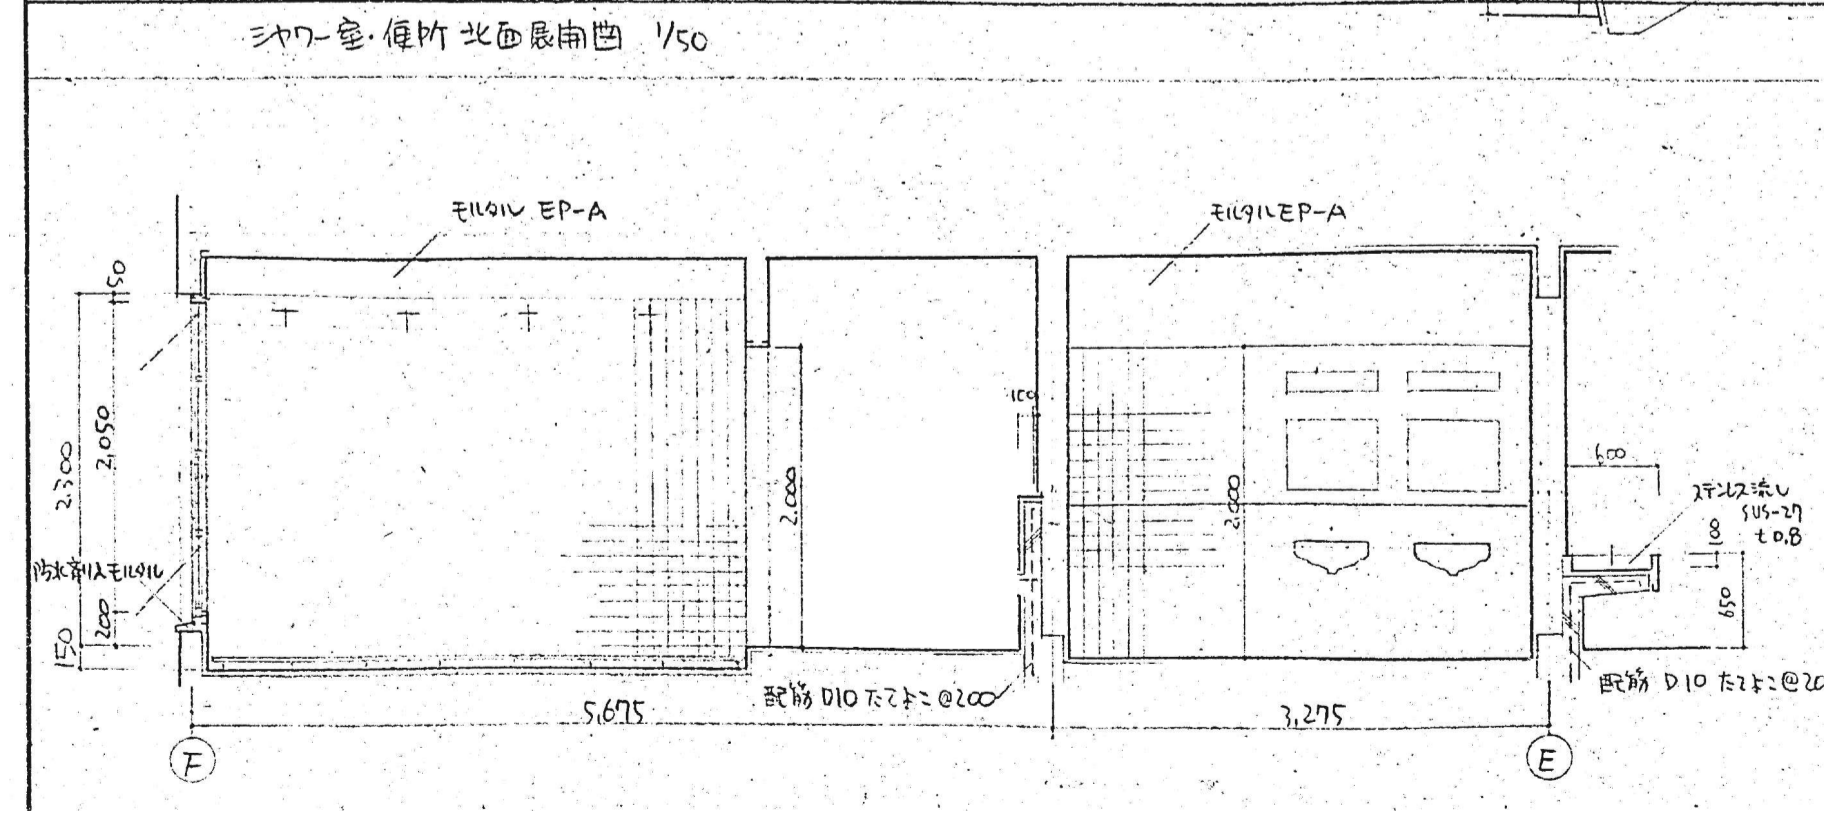 シャワー室・便所 北面展開図 1/50
モルタル EP-A
モルタル EP-A
50
2,050
2,300
200
150
防水剤入モルタル
2.000
100
2.000
600
ステンレス流し
SUS-27
t0.8
650
配筋 D10 たてよこ@200
配筋 D10 たてよこ@20
5,675
3,275
F
E